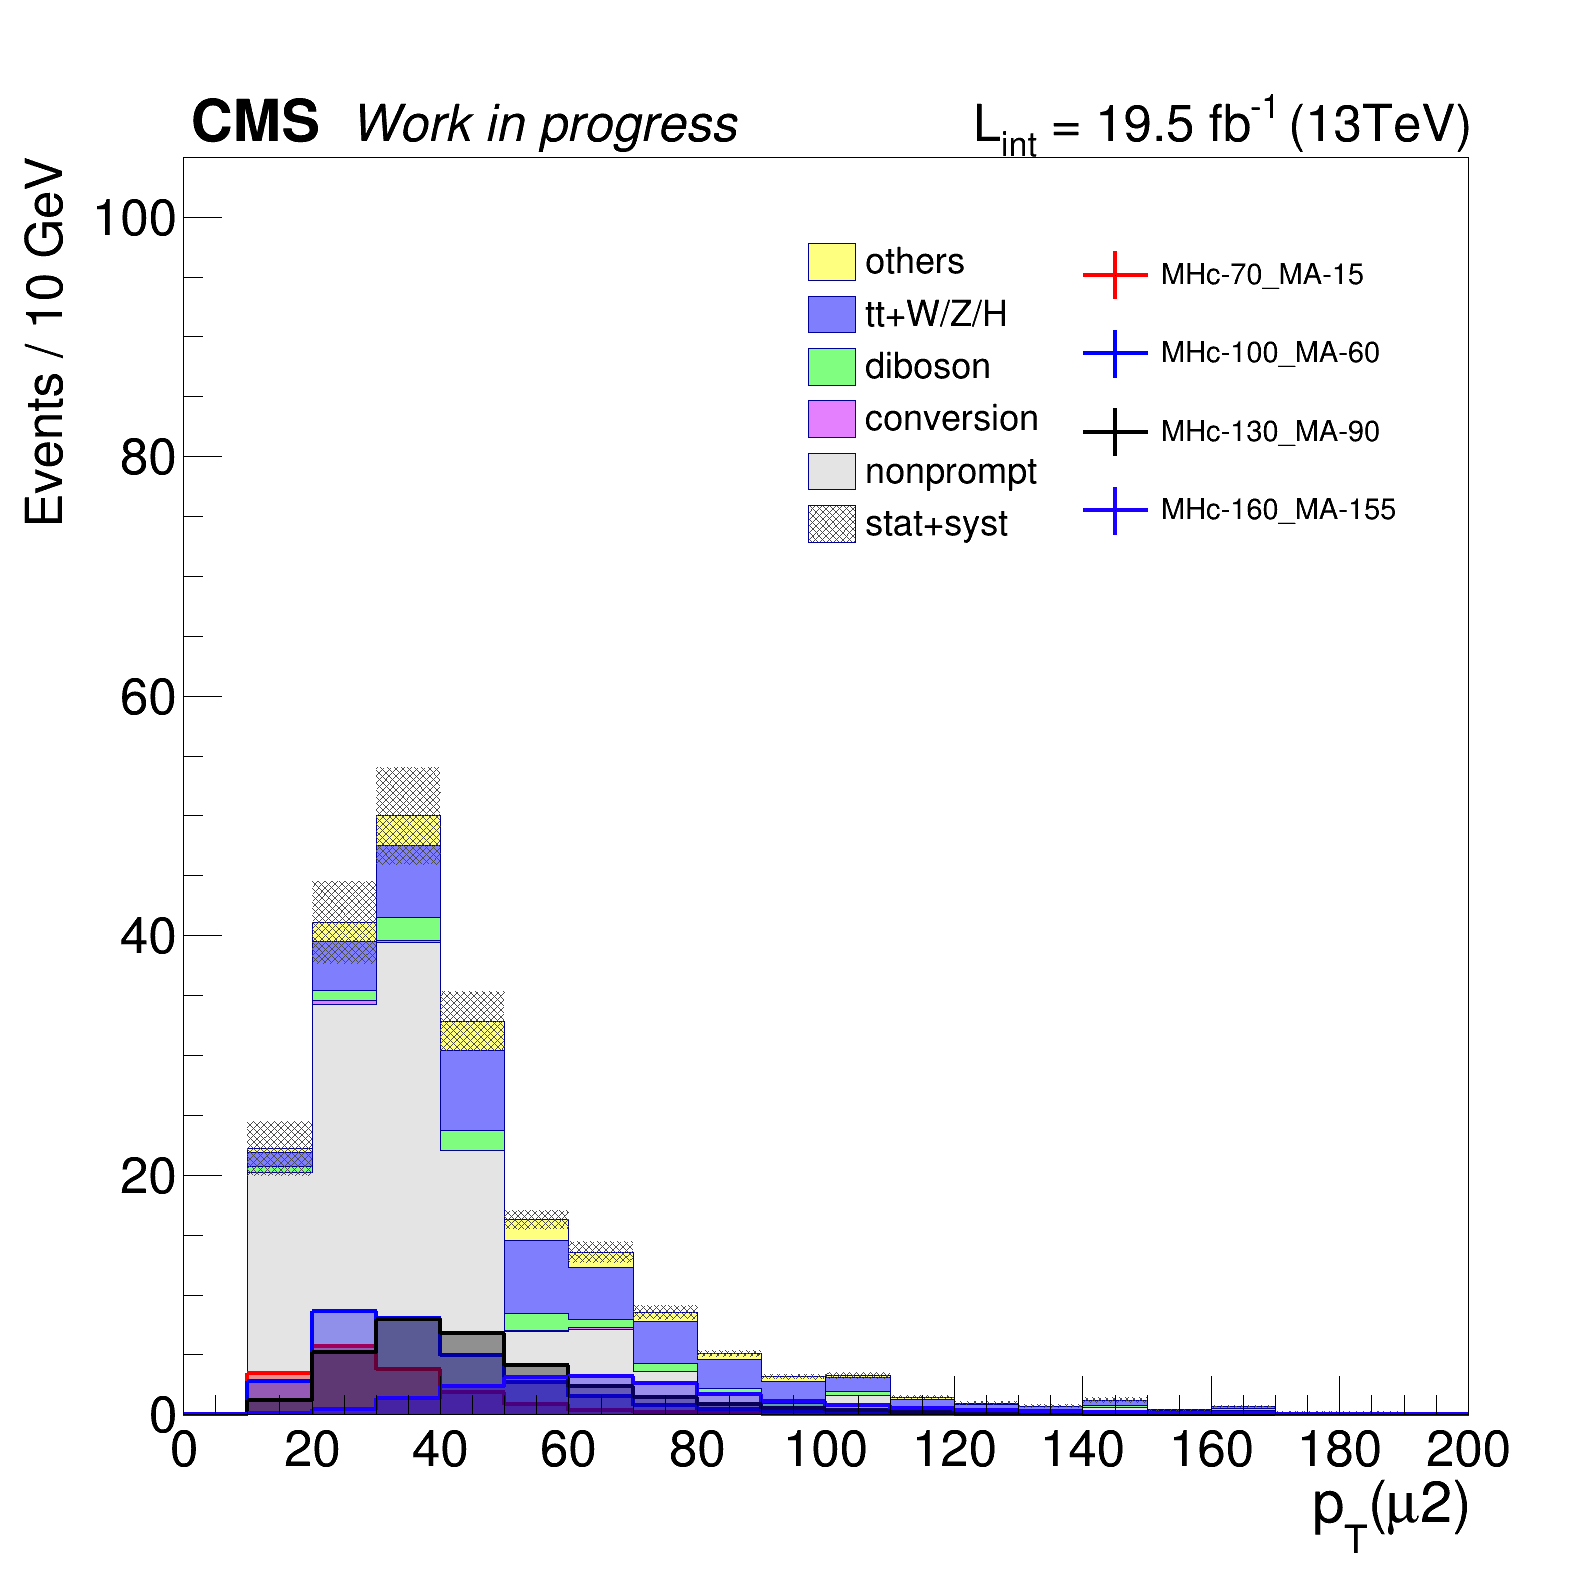 CMS Work in progress L_int = 19.5 fb^-1 (13TeV)
Events / 10 GeV
100
80
60
40
20
0
others
tt+W/Z/H
diboson
conversion
nonprompt
stat+syst
MHc-70_MA-15
MHc-100_MA-60
MHc-130_MA-90
MHc-160_MA-155
0 20 40 60 80 100 120 140 160 180 200
p_T(μ2)